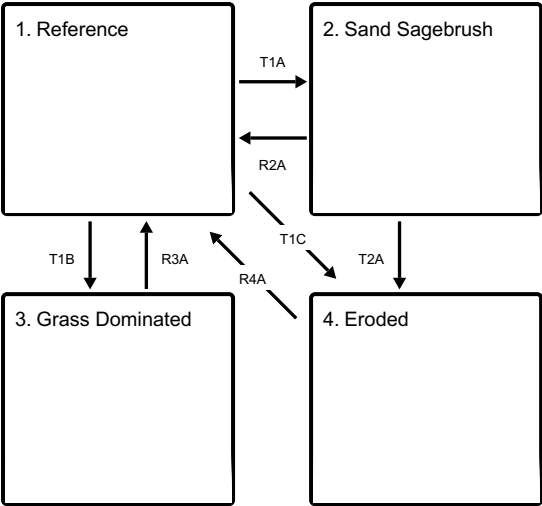 1. Reference
2. Sand Sagebrush
T1A
R2A
T1C
T1B
R3A
R4A
T2A
3. Grass Dominated
4. Eroded